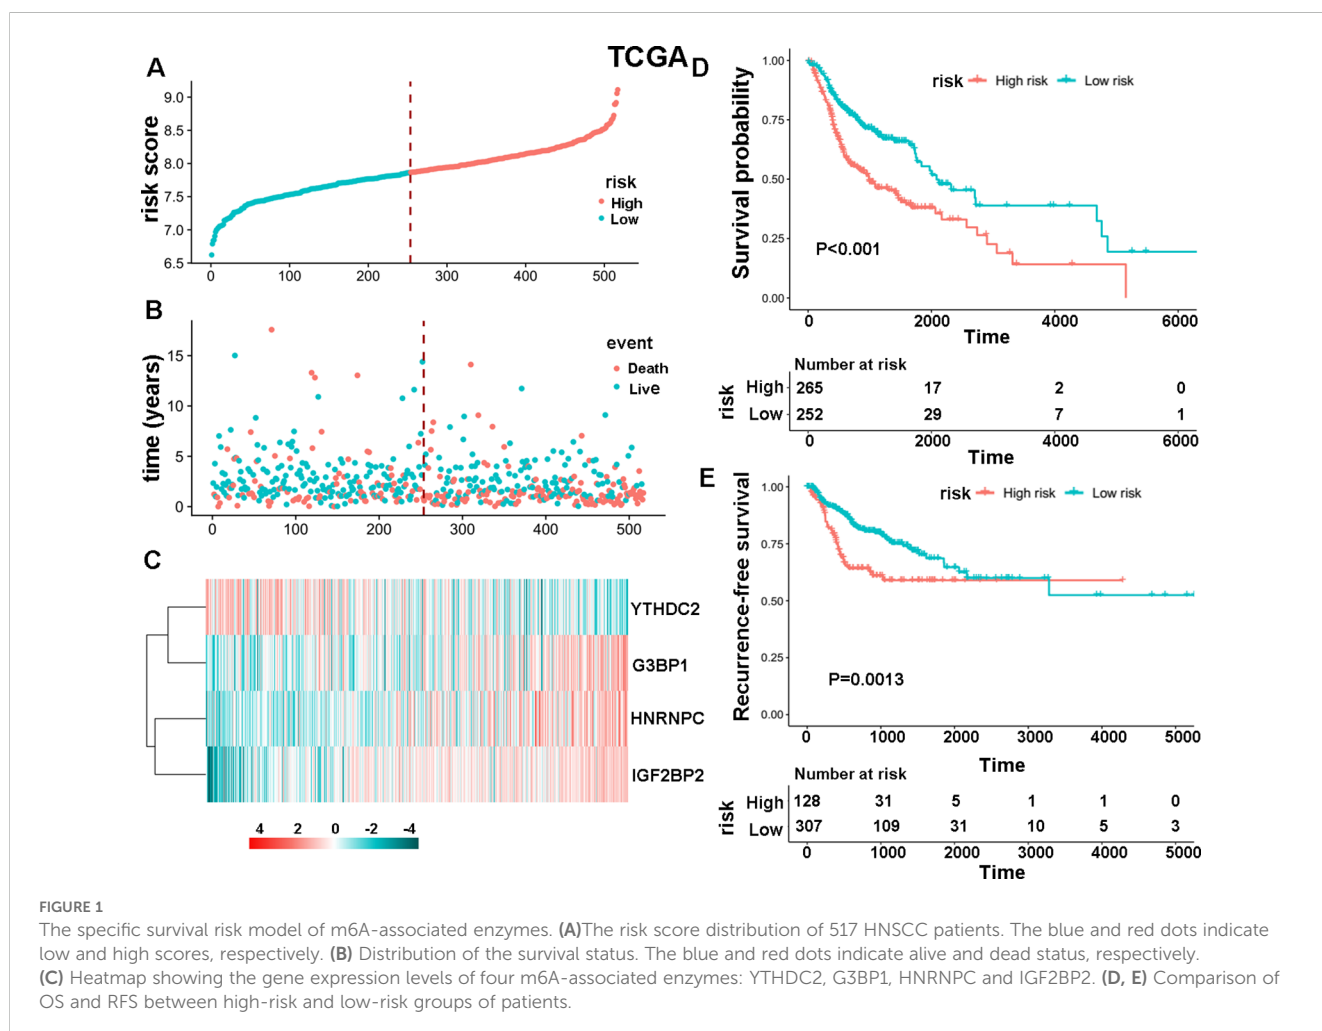 TCGA
A
risk score
9.0
8.5
8.0
7.5
7.0
6.5
risk
High
Low
0 100 200 300 400 500
B
time (years)
15
10
5
0
event
Death
Live
0 100 200 300 400 500
C
YTHDC2
G3BP1
HNRNPC
IGF2BP2
4 2 0 -2 -4
D
Survival probability
1.00
0.75
0.50
0.25
0.00
risk High risk Low risk
P<0.001
0 2000 4000 6000
Time
Number at risk
risk
High 265 17 2 0
Low 252 29 7 1
0 2000 4000 6000
Time
E
Recurrence-free survival
1.00
0.75
0.50
0.25
0.00
risk High risk Low risk
P=0.0013
0 1000 2000 3000 4000 5000
Time
Number at risk
risk
High 128 31 5 1 1 0
Low 307 109 31 10 5 3
0 1000 2000 3000 4000 5000
Time
FIGURE 1
The specific survival risk model of m6A-associated enzymes. (A)The risk score distribution of 517 HNSCC patients. The blue and red dots indicate
low and high scores, respectively. (B) Distribution of the survival status. The blue and red dots indicate alive and dead status, respectively.
(C) Heatmap showing the gene expression levels of four m6A-associated enzymes: YTHDC2, G3BP1, HNRNPC and IGF2BP2. (D, E) Comparison of
OS and RFS between high-risk and low-risk groups of patients.